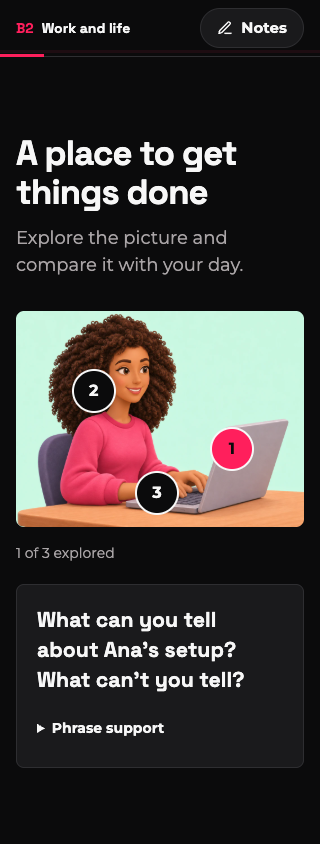 B2 Work and life
Notes
A place to get
things done
Explore the picture and
compare it with your day.
2
1
3
1 of 3 explored
What can you tell
about Ana's setup?
What can't you tell?
Phrase support